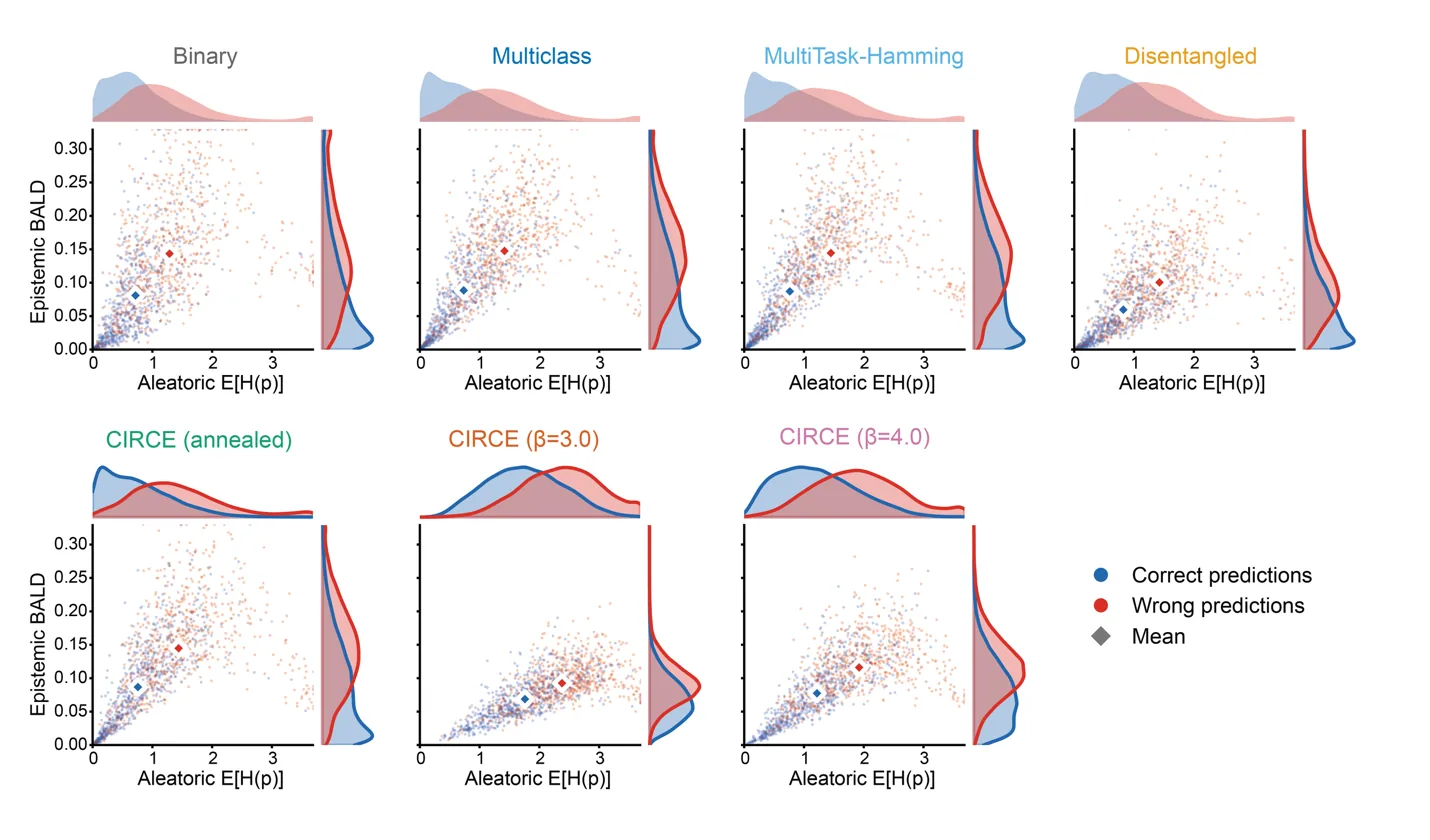 Binary
Multiclass
MultiTask-Hamming
Disentangled
Epistemic BALD
0.30
0.25
0.20
0.15
0.10
0.05
0.00
0 1 2 3
0 1 2 3
0 1 2 3
0 1 2 3
Aleatoric E[H(p)]
Aleatoric E[H(p)]
Aleatoric E[H(p)]
Aleatoric E[H(p)]
CIRCE (annealed)
CIRCE (β=3.0)
CIRCE (β=4.0)
Epistemic BALD
0.30
0.25
0.20
0.15
0.10
0.05
0.00
0 1 2 3
0 1 2 3
0 1 2 3
Aleatoric E[H(p)]
Aleatoric E[H(p)]
Aleatoric E[H(p)]
Correct predictions
Wrong predictions
Mean